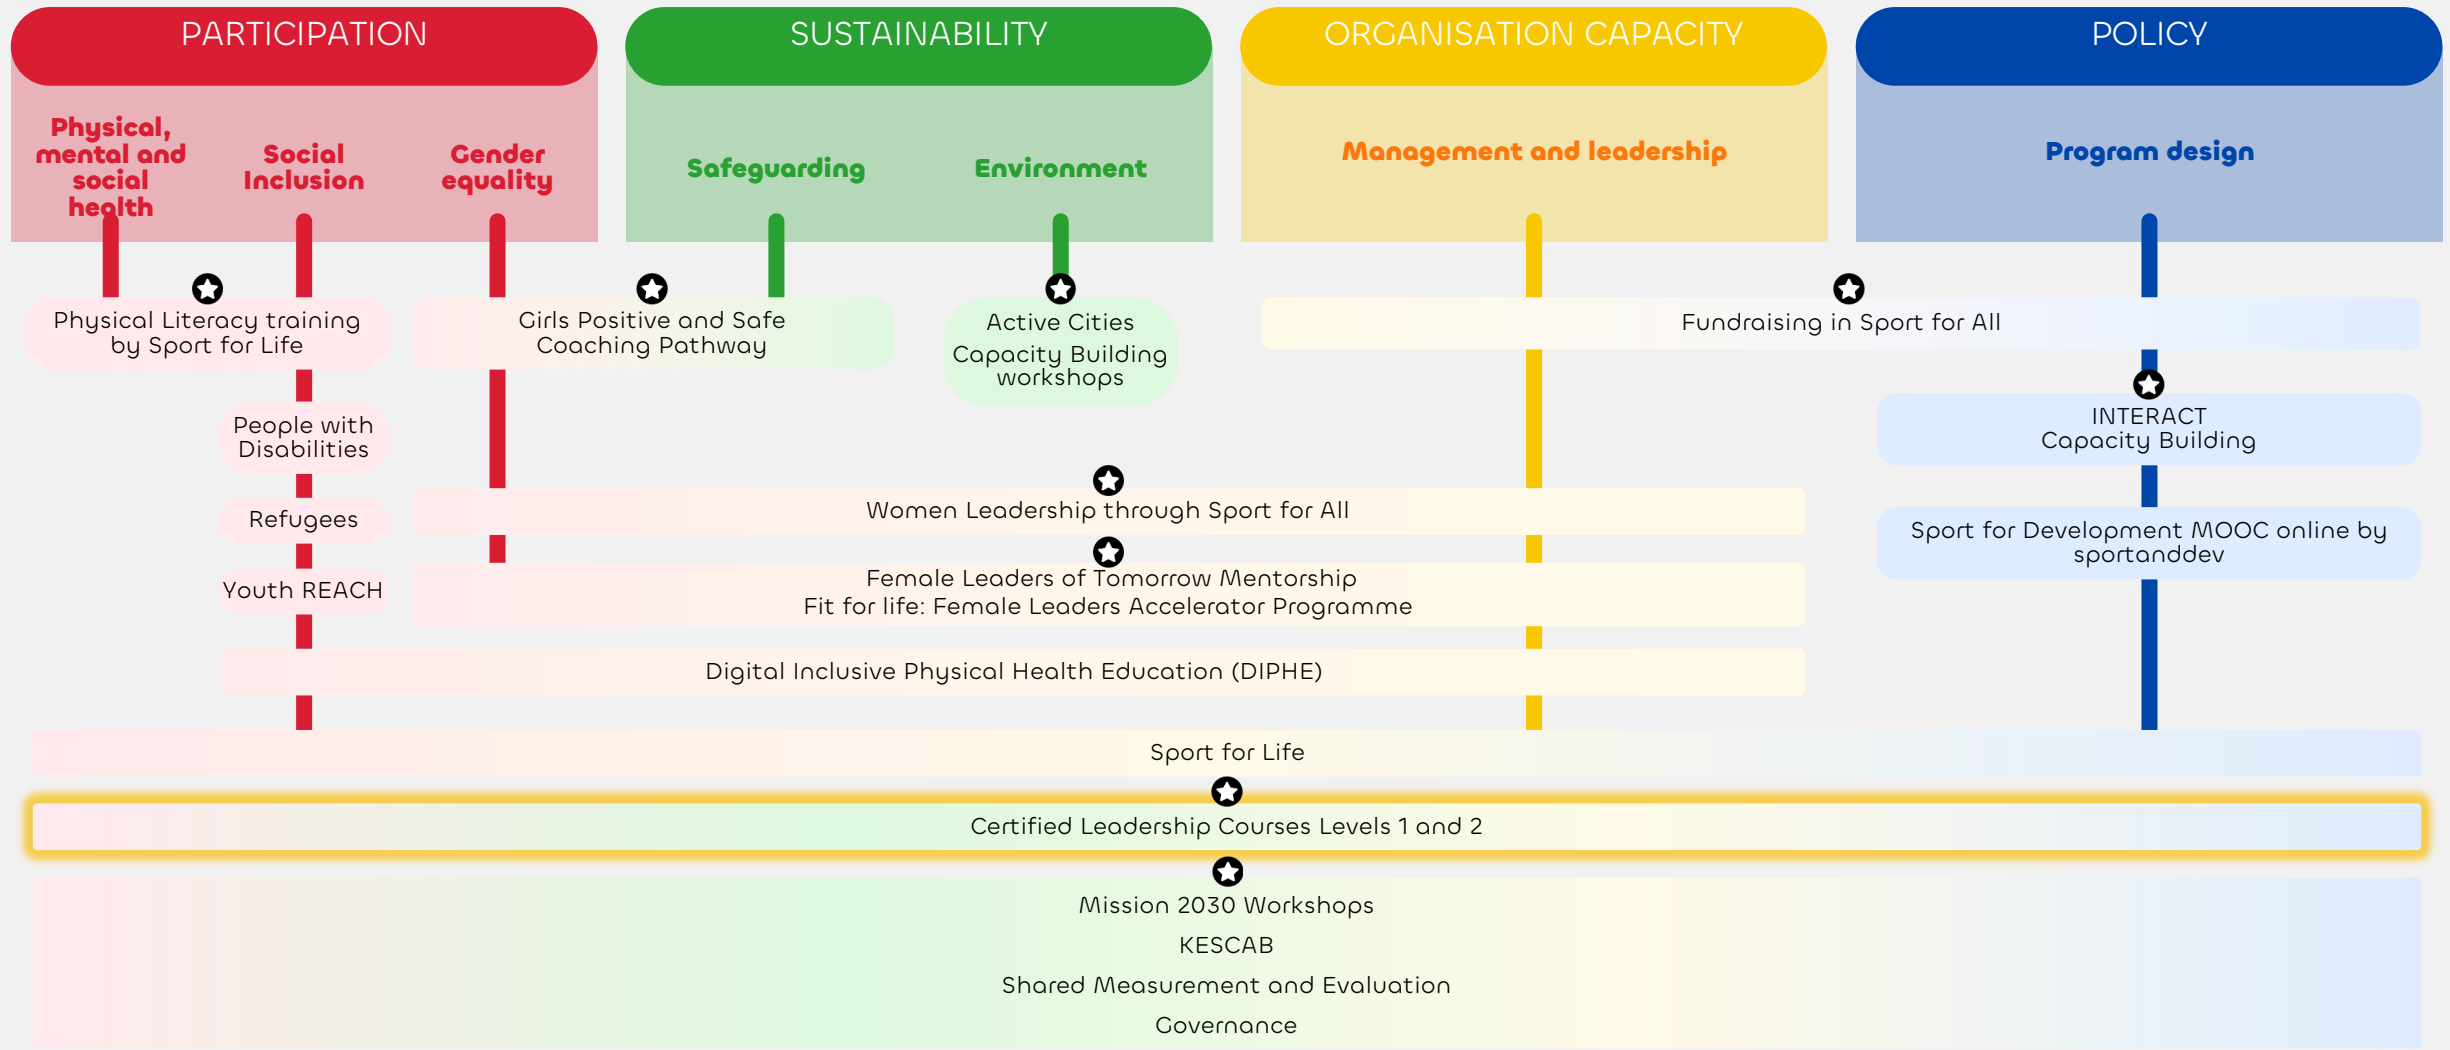 PARTICIPATION
SUSTAINABILITY
ORGANISATION CAPACITY
POLICY
Physical,
mental and
social
health
Social
Inclusion
Gender
equality
Safeguarding
Environment
Management and leadership
Program design
Physical Literacy training
by Sport for Life
Girls Positive and Safe
Coaching Pathway
Active Cities
Capacity Building
workshops
Fundraising in Sport for All
People with
Disabilities
INTERACT
Capacity Building
Refugees
Women Leadership through Sport for All
Sport for Development MOOC online by
sportanddev
Youth REACH
Female Leaders of Tomorrow Mentorship
Fit for life: Female Leaders Accelerator Programme
Digital Inclusive Physical Health Education (DIPHE)
Sport for Life
Certified Leadership Courses Levels 1 and 2
Mission 2030 Workshops
KESCAB
Shared Measurement and Evaluation
Governance